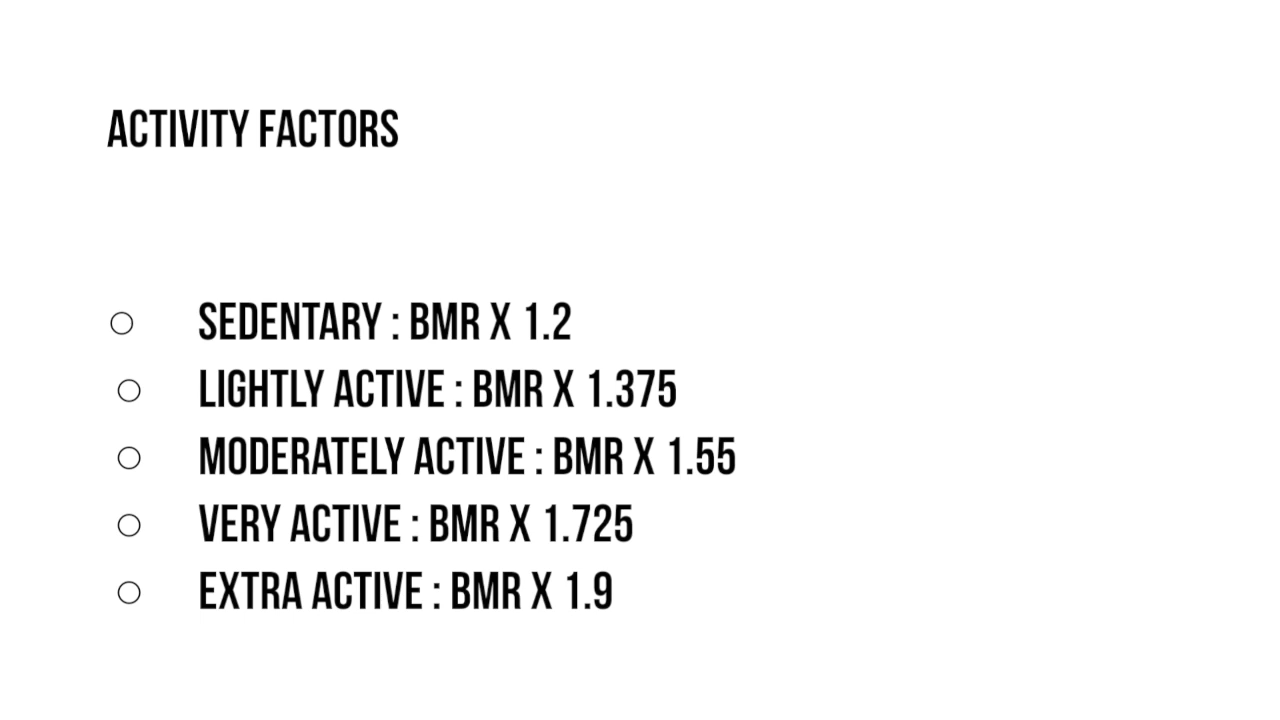 ACTIVITY FACTORS
○ SEDENTARY : BMR X 1.2
○ LIGHTLY ACTIVE : BMR X 1.375
○ MODERATELY ACTIVE : BMR X 1.55
○ VERY ACTIVE : BMR X 1.725
○ EXTRA ACTIVE : BMR X 1.9